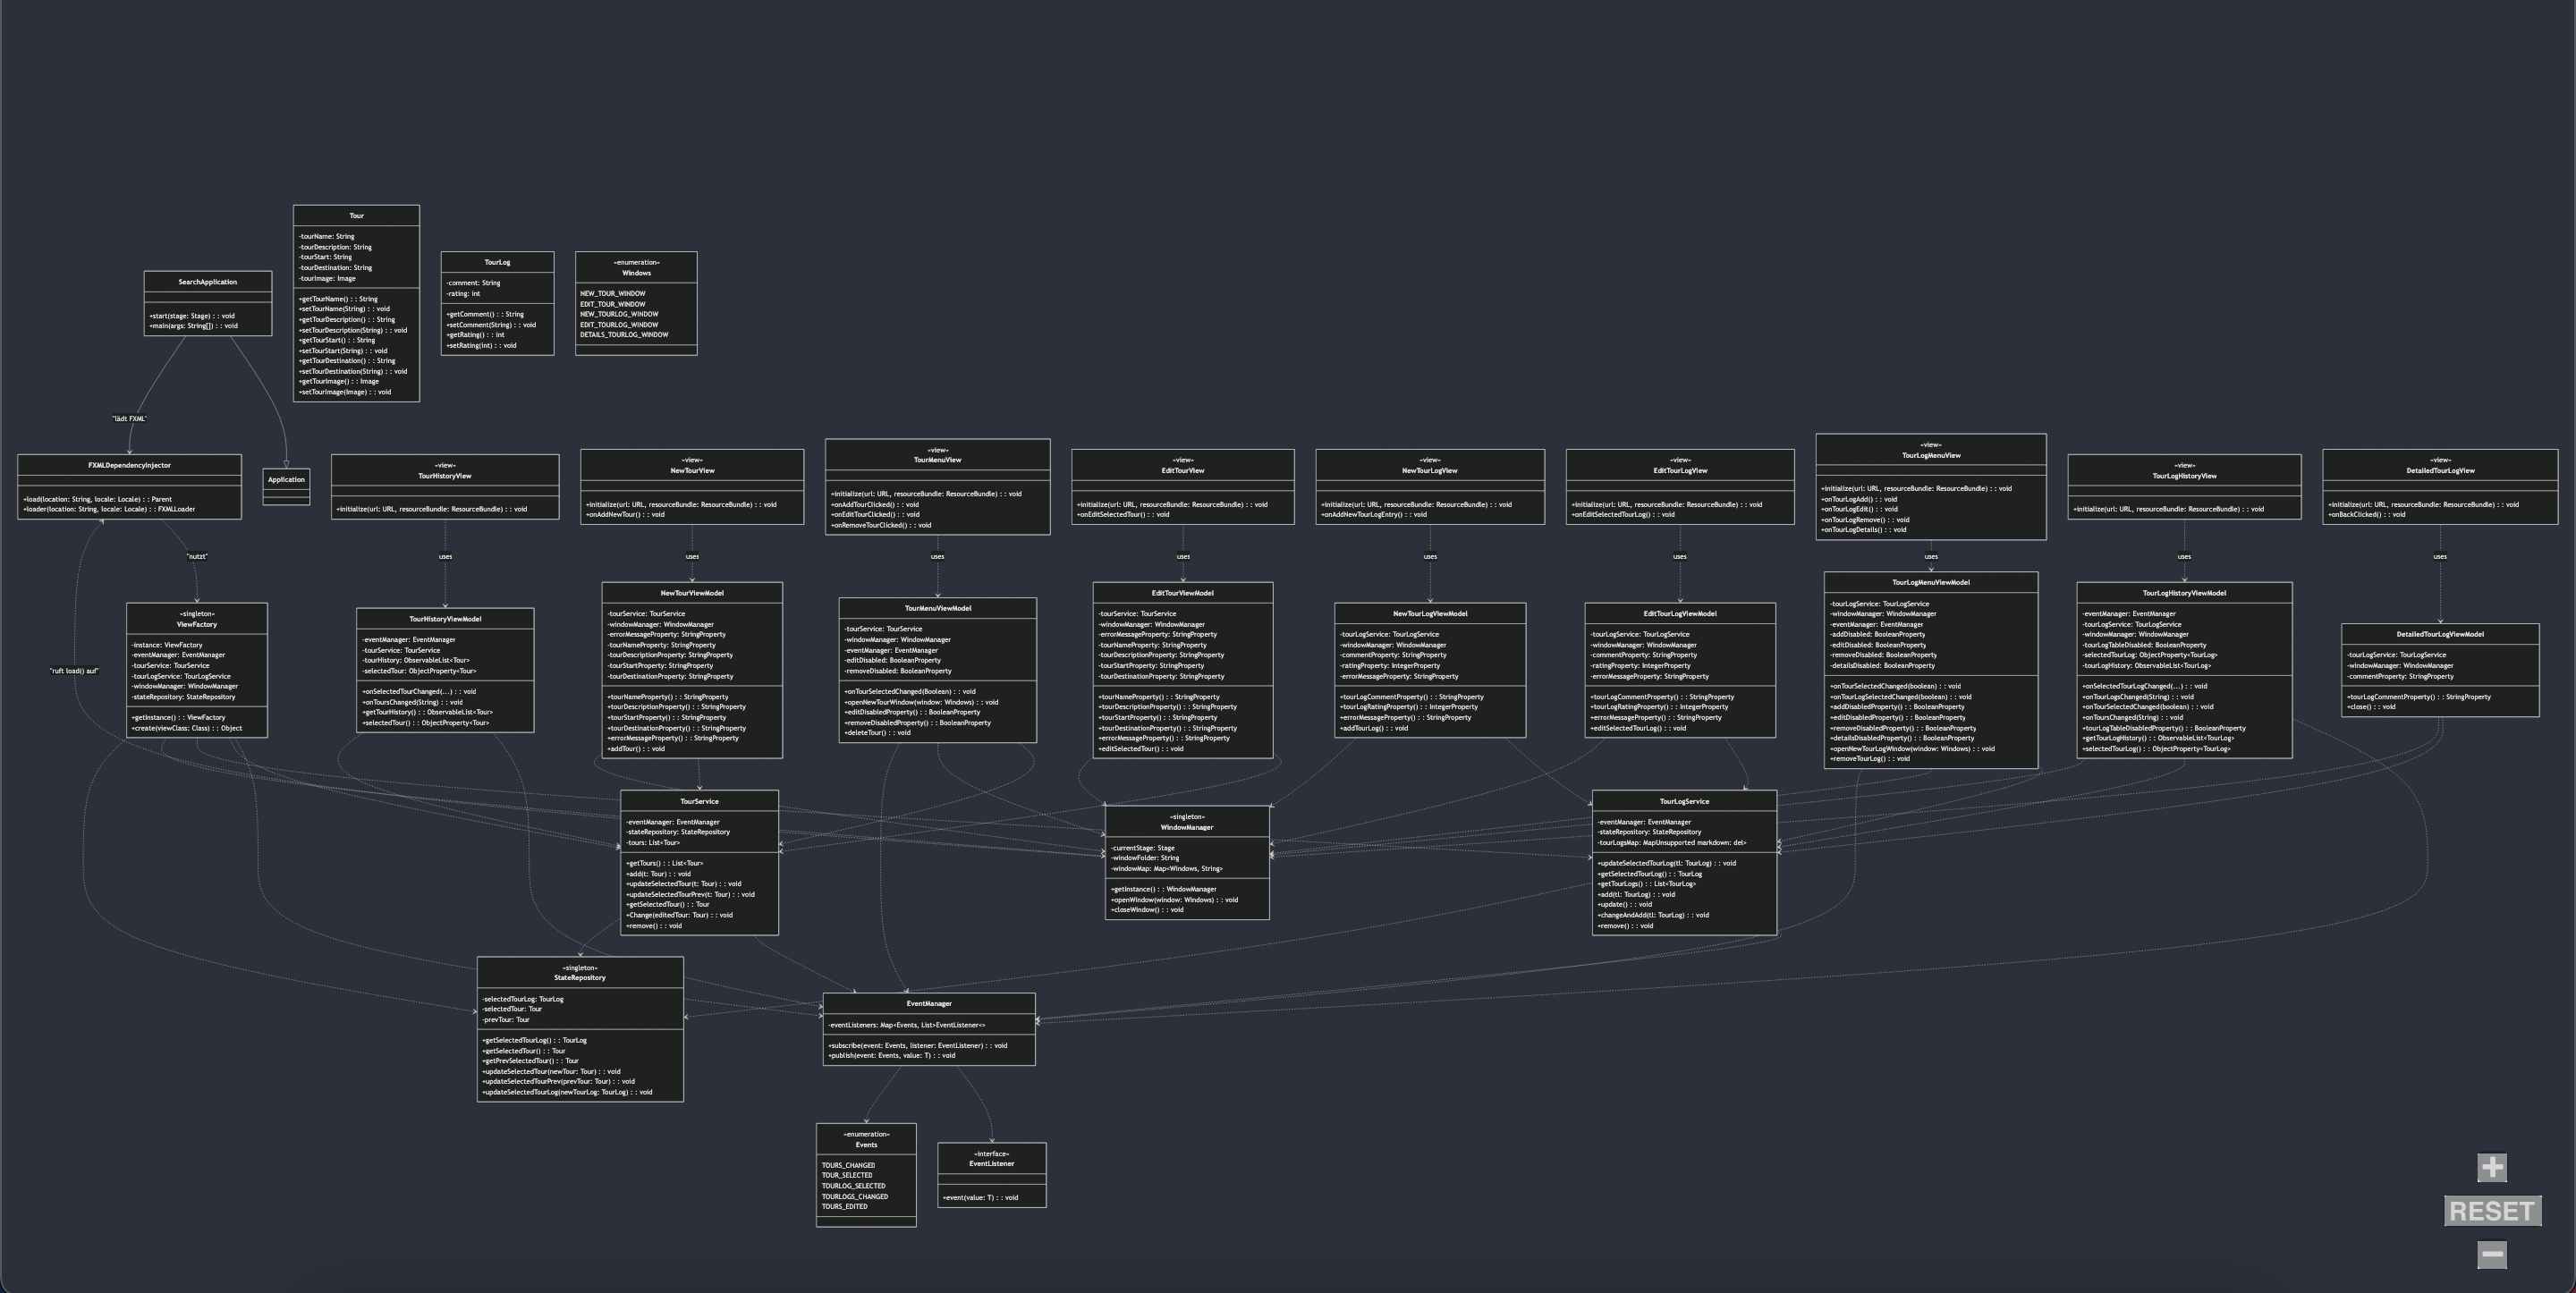 Tour
-tourName: String
-tourDescription: String
-tourStart: String
-tourDestination: String
-tourImage: Image
+getTourName() : : String
+setTourName(String) : : void
+getTourDescription() : : String
+setTourDescription(String) : : void
+getTourStart() : : String
+setTourStart(String) : : void
+getTourDestination() : : String
+setTourDestination(String) : : void
+getTourImage() : : Image
+setTourImage(Image) : : void
TourLog
-comment: String
-rating: int
+getComment() : : String
+setComment(String) : : void
+getRating() : : int
+setRating(int) : : void
«enumeration»
Windows
NEW_TOUR_WINDOW
EDIT_TOUR_WINDOW
NEW_TOURLOG_WINDOW
EDIT_TOURLOG_WINDOW
DETAILS_TOURLOG_WINDOW
SearchApplication
+start(stage: Stage) : : void
+main(args: String[]) : : void
"lädt FXML"
FXMLDependencyInjector
+load(location: String, locale: Locale) : : Parent
+loader(location: String, locale: Locale) : : FXMLLoader
Application
«view»
TourHistoryView
+initialize(url: URL, resourceBundle: ResourceBundle) : : void
«view»
NewTourView
+initialize(url: URL, resourceBundle: ResourceBundle) : : void
+onAddNewTour() : : void
«view»
TourMenuView
+initialize(url: URL, resourceBundle: ResourceBundle) : : void
+onAddTourClicked() : : void
+onEditTourClicked() : : void
+onRemoveTourClicked() : : void
«view»
EditTourView
+initialize(url: URL, resourceBundle: ResourceBundle) : : void
+onEditSelectedTour() : : void
«view»
NewTourLogView
+initialize(url: URL, resourceBundle: ResourceBundle) : : void
+onAddNewTourLogEntry() : : void
«view»
EditTourLogView
+initialize(url: URL, resourceBundle: ResourceBundle) : : void
+onEditSelectedTourLog() : : void
«view»
TourLogMenuView
+initialize(url: URL, resourceBundle: ResourceBundle) : : void
+onTourLogAdd() : : void
+onTourLogEdit() : : void
+onTourLogRemove() : : void
+onTourLogDetails() : : void
«view»
TourLogHistoryView
+initialize(url: URL, resourceBundle: ResourceBundle) : : void
«view»
DetailedTourLogView
+initialize(url: URL, resourceBundle: ResourceBundle) : : void
+onBackClicked() : : void
"nutzt"
uses
uses
uses
uses
uses
uses
uses
uses
uses
"ruft load() auf"
«singleton»
ViewFactory
-instance: ViewFactory
-eventManager: EventManager
-tourService: TourService
-tourLogService: TourLogService
-windowManager: WindowManager
-stateRepository: StateRepository
+getInstance() : : ViewFactory
+create(viewClass: Class) : : Object
TourHistoryViewModel
-eventManager: EventManager
-tourService: TourService
-tourHistory: ObservableList<Tour>
-selectedTour: ObjectProperty<Tour>
+onSelectedTourChanged(...) : : void
+onToursChanged(String) : : void
+getTourHistory() : : ObservableList<Tour>
+selectedTour() : : ObjectProperty<Tour>
NewTourViewModel
-tourService: TourService
-windowManager: WindowManager
-errorMessageProperty: StringProperty
-tourNameProperty: StringProperty
-tourDescriptionProperty: StringProperty
-tourStartProperty: StringProperty
-tourDestinationProperty: StringProperty
+tourNameProperty() : : StringProperty
+tourDescriptionProperty() : : StringProperty
+tourStartProperty() : : StringProperty
+tourDestinationProperty() : : StringProperty
+errorMessageProperty() : : StringProperty
+addTour() : : void
TourMenuViewModel
-tourService: TourService
-windowManager: WindowManager
-eventManager: EventManager
-editDisabled: BooleanProperty
-removeDisabled: BooleanProperty
+onTourSelectedChanged(Boolean) : : void
+openNewTourWindow(window: Windows) : : void
+editDisabledProperty() : : BooleanProperty
+removeDisabledProperty() : : BooleanProperty
+deleteTour() : : void
EditTourViewModel
-tourService: TourService
-windowManager: WindowManager
-errorMessageProperty: StringProperty
-tourNameProperty: StringProperty
-tourDescriptionProperty: StringProperty
-tourStartProperty: StringProperty
-tourDestinationProperty: StringProperty
+tourNameProperty() : : StringProperty
+tourDescriptionProperty() : : StringProperty
+tourStartProperty() : : StringProperty
+tourDestinationProperty() : : StringProperty
+errorMessageProperty() : : StringProperty
+editSelectedTour() : : void
NewTourLogViewModel
-tourLogService: TourLogService
-windowManager: WindowManager
-commentProperty: StringProperty
-ratingProperty: IntegerProperty
-errorMessageProperty: StringProperty
+tourLogCommentProperty() : : StringProperty
+tourLogRatingProperty() : : IntegerProperty
+errorMessageProperty() : : StringProperty
+addTourLog() : : void
EditTourLogViewModel
-tourLogService: TourLogService
-windowManager: WindowManager
-commentProperty: StringProperty
-ratingProperty: IntegerProperty
-errorMessageProperty: StringProperty
+tourLogCommentProperty() : : StringProperty
+tourLogRatingProperty() : : IntegerProperty
+errorMessageProperty() : : StringProperty
+editSelectedTourLog() : : void
TourLogMenuViewModel
-tourLogService: TourLogService
-windowManager: WindowManager
-eventManager: EventManager
-addDisabled: BooleanProperty
-editDisabled: BooleanProperty
-removeDisabled: BooleanProperty
-detailsDisabled: BooleanProperty
+onTourSelectedChanged(boolean) : : void
+onTourLogSelectedChanged(boolean) : : void
+addDisabledProperty() : : BooleanProperty
+editDisabledProperty() : : BooleanProperty
+removeDisabledProperty() : : BooleanProperty
+detailsDisabledProperty() : : BooleanProperty
+openNewTourLogWindow(window: Windows) : : void
+removeTourLog() : : void
TourLogHistoryViewModel
-eventManager: EventManager
-tourLogService: TourLogService
-windowManager: WindowManager
-tourLogTableDisabled: BooleanProperty
-selectedTourLog: ObjectProperty<TourLog>
-tourLogHistory: ObservableList<TourLog>
+onSelectedTourLogChanged(...) : : void
+onTourLogsChanged(String) : : void
+onTourSelectedChanged(boolean) : : void
+onToursChanged(String) : : void
+tourLogTableDisabledProperty() : : BooleanProperty
+getTourLogHistory() : : ObservableList<TourLog>
+selectedTourLog() : : ObjectProperty<TourLog>
DetailedTourLogViewModel
-tourLogService: TourLogService
-windowManager: WindowManager
-commentProperty: StringProperty
+tourLogCommentProperty() : : StringProperty
+close() : : void
TourService
-eventManager: EventManager
-stateRepository: StateRepository
-tours: List<Tour>
+getTours() : : List<Tour>
+add(t: Tour) : : void
+updateSelectedTour(t: Tour) : : void
+updateSelectedTourPrev(t: Tour) : : void
+getSelectedTour() : : Tour
+Change(editedTour: Tour) : : void
+remove() : : void
«singleton»
WindowManager
-currentStage: Stage
-windowFolder: String
-windowMap: Map<Windows, String>
+getInstance() : : WindowManager
+openWindow(window: Windows) : : void
+closeWindow() : : void
TourLogService
-eventManager: EventManager
-stateRepository: StateRepository
-tourLogsMap: MapUnsupported markdown: del>
+updateSelectedTourLog(tl: TourLog) : : void
+getSelectedTourLog() : : TourLog
+getTourLogs() : : List<TourLog>
+add(tl: TourLog) : : void
+update() : : void
+changeAndAdd(tl: TourLog) : : void
+remove() : : void
«singleton»
StateRepository
-selectedTourLog: TourLog
-selectedTour: Tour
-prevTour: Tour
+getSelectedTourLog() : : TourLog
+getSelectedTour() : : Tour
+getPrevSelectedTour() : : Tour
+updateSelectedTour(newTour: Tour) : : void
+updateSelectedTourPrev(prevTour: Tour) : : void
+updateSelectedTourLog(newTourLog: TourLog) : : void
EventManager
-eventListeners: Map<Events, List>EventListener<>
+subscribe(event: Events, listener: EventListener) : : void
+publish(event: Events, value: T) : : void
«enumeration»
Events
TOURS_CHANGED
TOUR_SELECTED
TOURLOG_SELECTED
TOURLOGS_CHANGED
TOURS_EDITED
«interface»
EventListener
+event(value: T) : : void
RESET